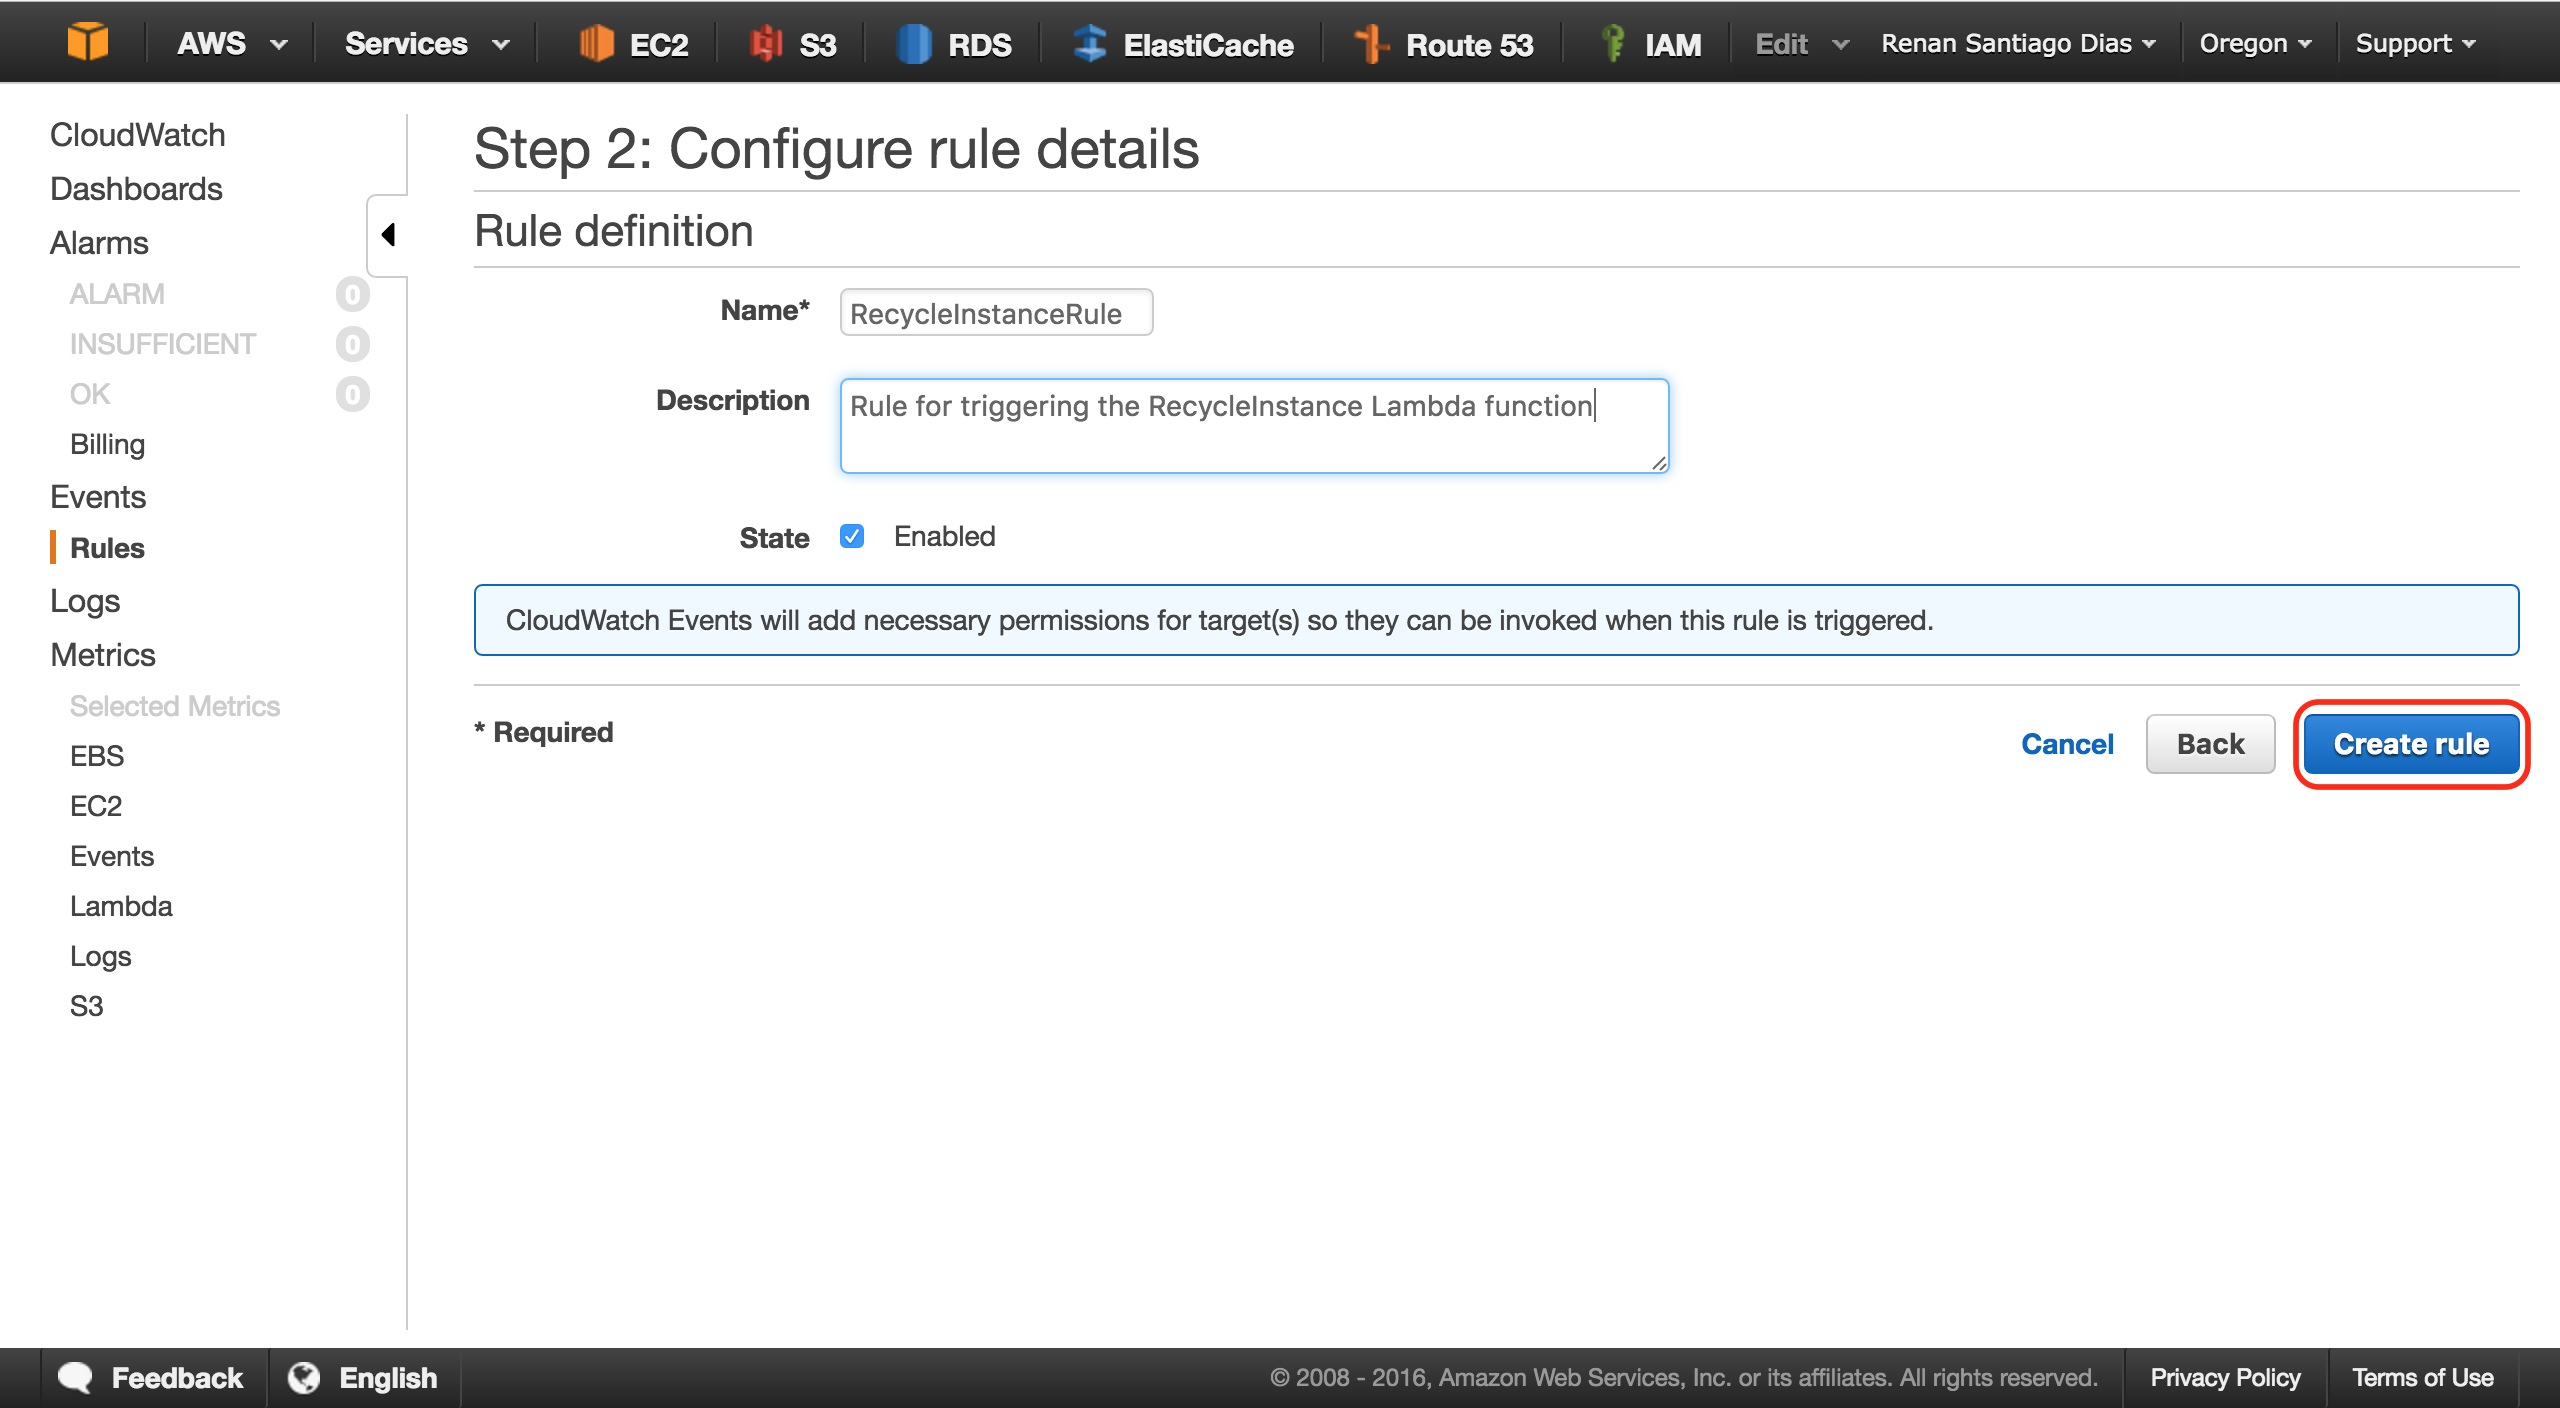 AWS Services EC2 S3 RDS ElastiCache Route 53 IAM Edit Renan Santiago Dias Oregon Support
CloudWatch
Dashboards
Alarms
ALARM 0
INSUFFICIENT 0
OK 0
Billing
Events
Rules
Logs
Metrics
Selected Metrics
EBS
EC2
Events
Lambda
Logs
S3
Step 2: Configure rule details
Rule definition
Name* RecycleInstanceRule
Description Rule for triggering the RecycleInstance Lambda function
State Enabled
CloudWatch Events will add necessary permissions for target(s) so they can be invoked when this rule is triggered.
* Required Cancel Back Create rule
Feedback English © 2008 - 2016, Amazon Web Services, Inc. or its affiliates. All rights reserved. Privacy Policy Terms of Use